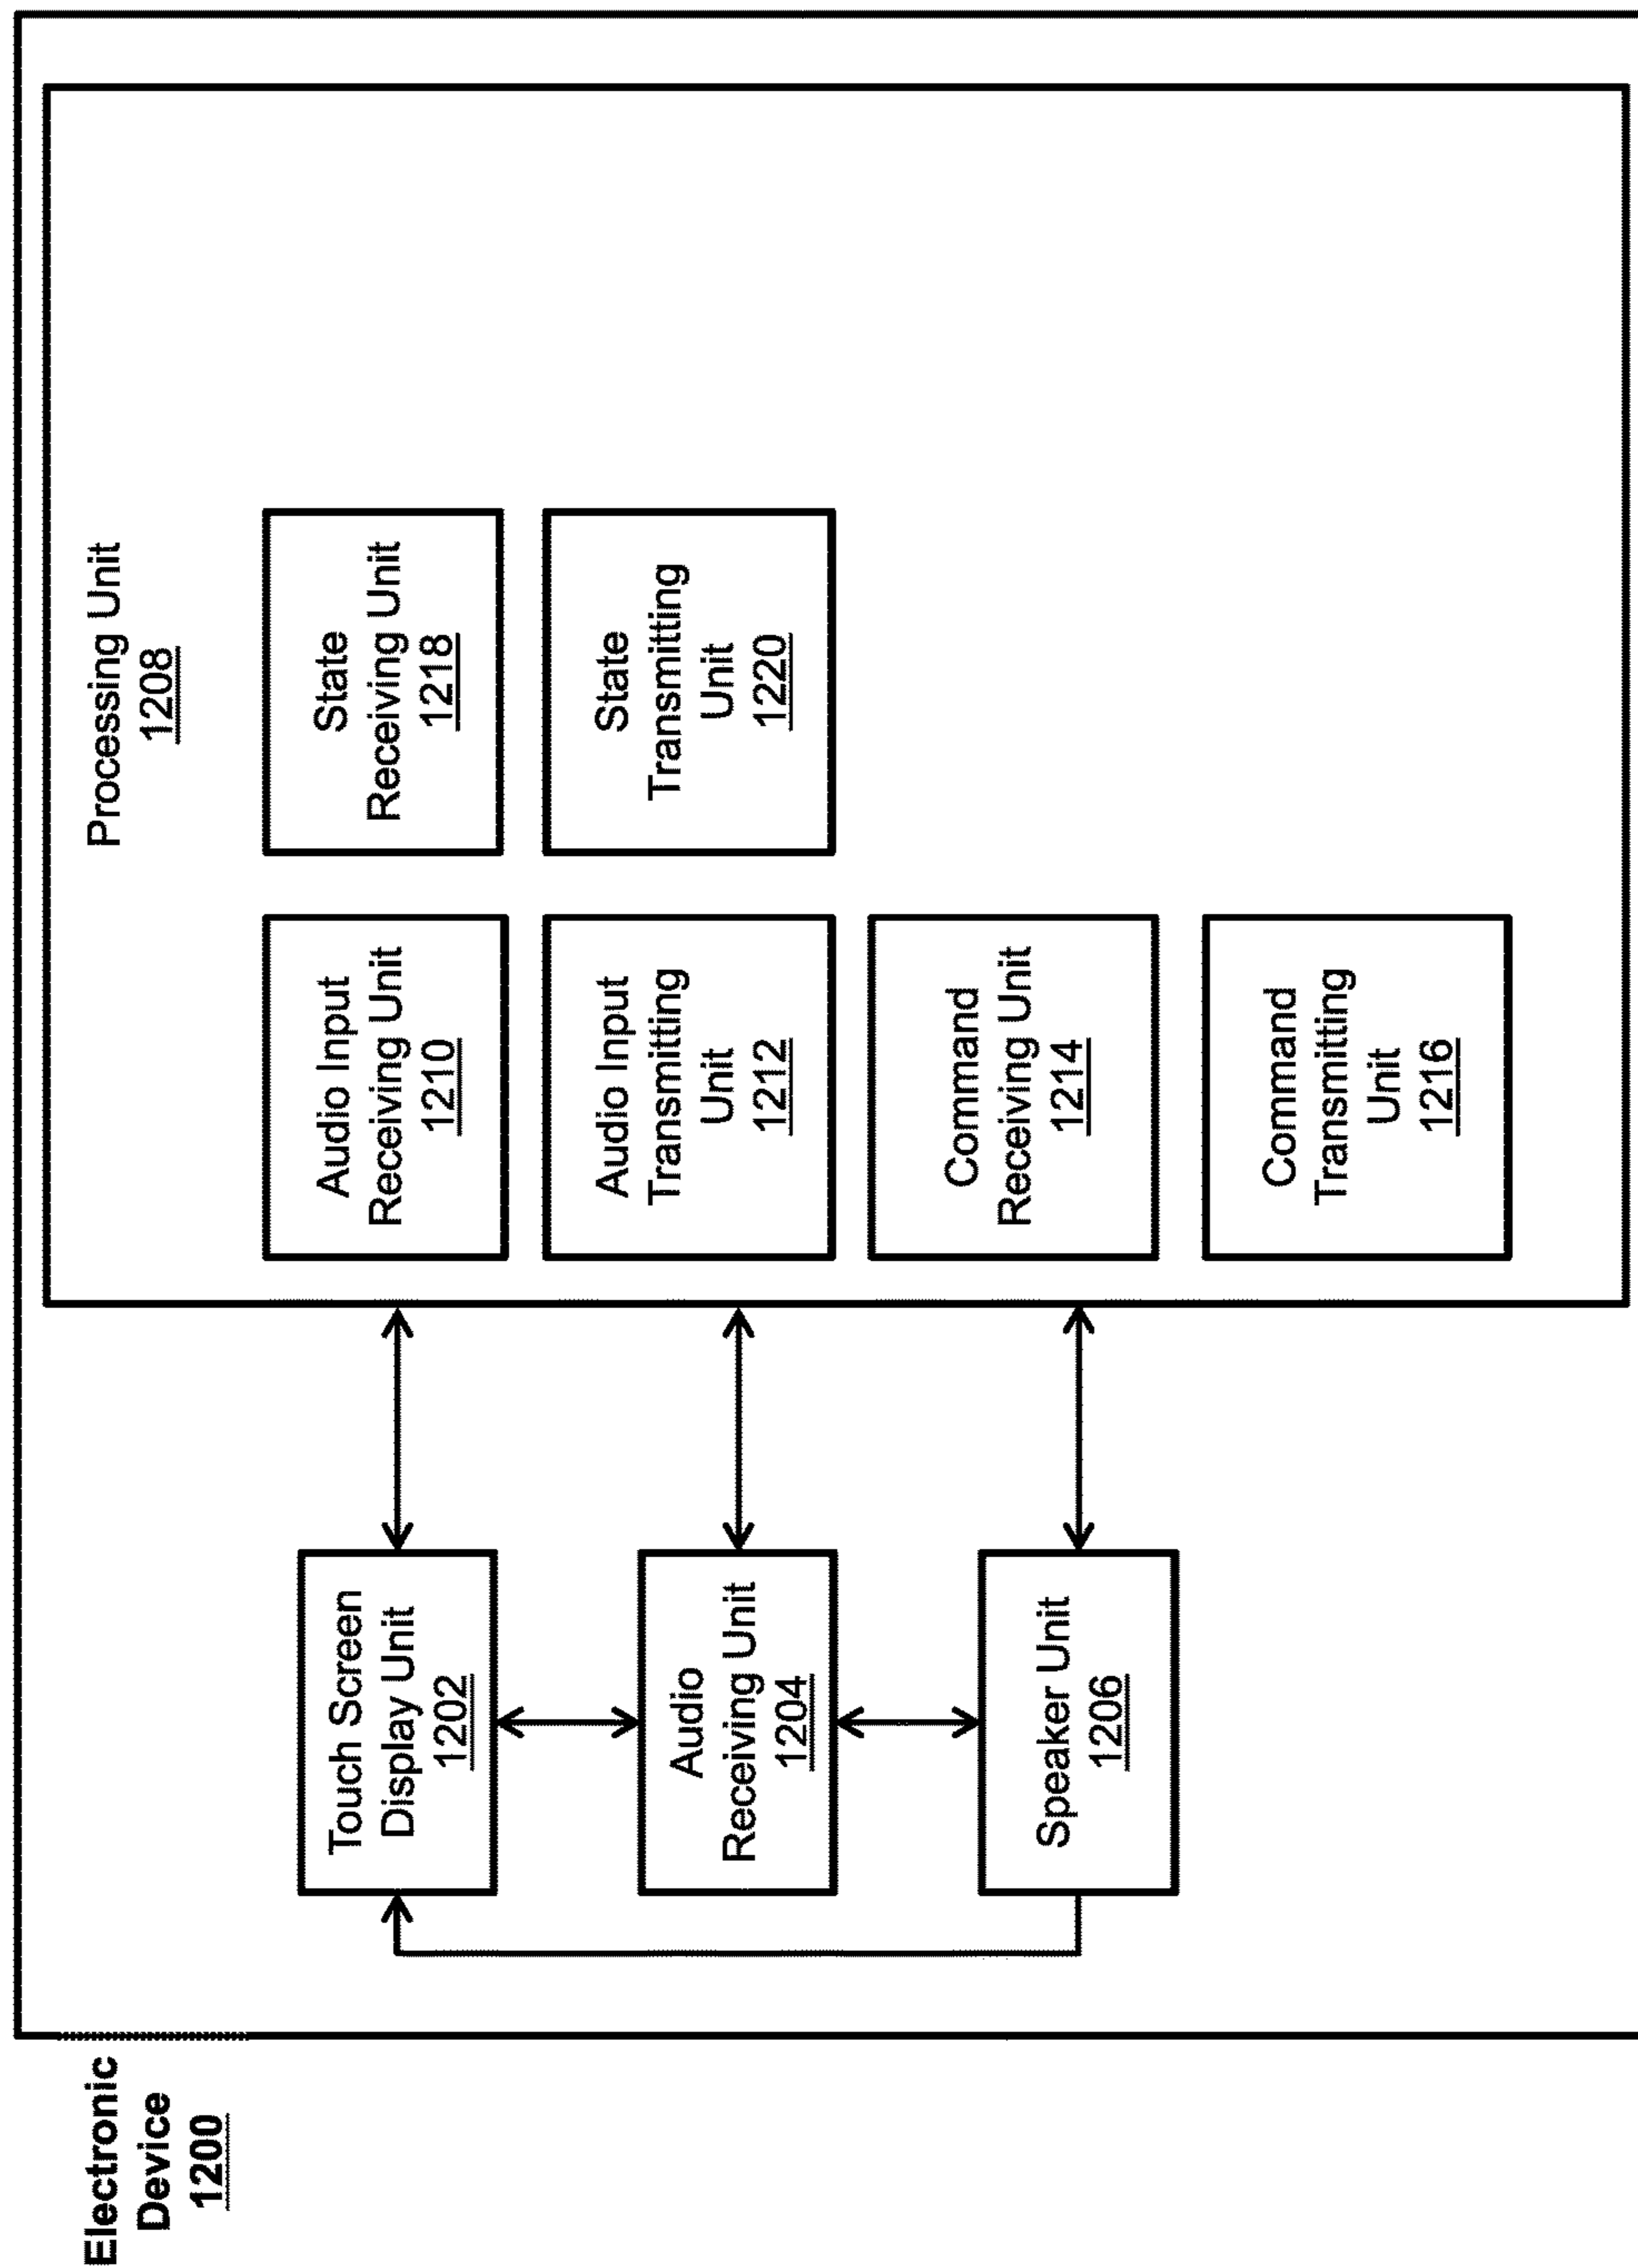 Electronic
Device
1200
Touch Screen
Display Unit
1202
Audio
Receiving Unit
1204
Speaker Unit
1206
Processing Unit
1208
Audio Input
Receiving Unit
1210
Audio Input
Transmitting
Unit
1212
Command
Receiving Unit
1214
Command
Transmitting
Unit
1216
State
Receiving Unit
1218
State
Transmitting
Unit
1220